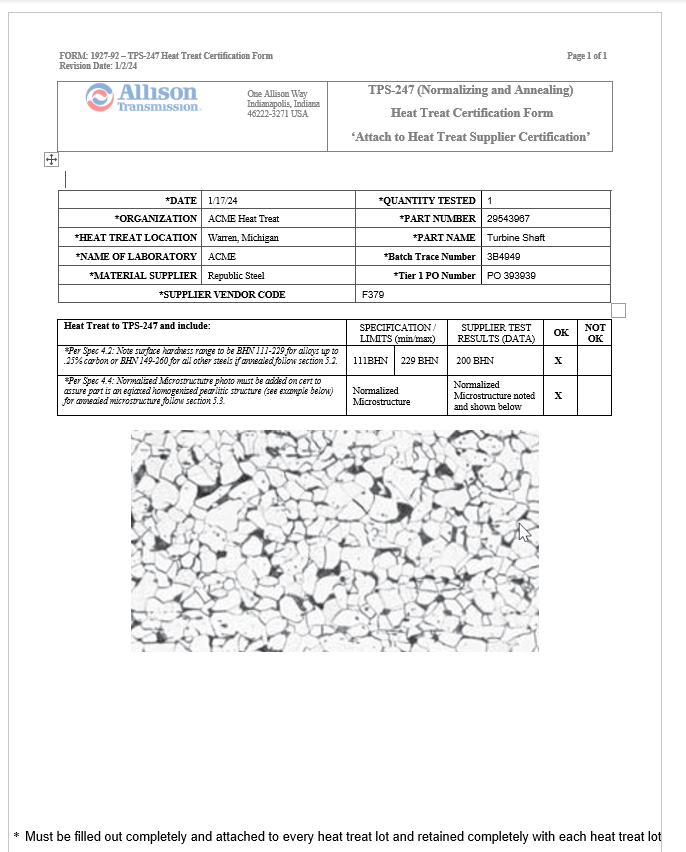 FORM: 1927-92 – TPS-247 Heat Treat Certification Form Page 1 of 1
Revision Date: 1/2/24
Allison
Transmission.
One Allison Way
Indianapolis, Indiana
46222-3271 USA
TPS-247 (Normalizing and Annealing)
Heat Treat Certification Form
‘Attach to Heat Treat Supplier Certification’
*DATE 1/17/24 *QUANTITY TESTED 1
*ORGANIZATION ACME Heat Treat *PART NUMBER 29543967
*HEAT TREAT LOCATION Warren, Michigan *PART NAME Turbine Shaft
*NAME OF LABORATORY ACME *Batch Trace Number 3B4949
*MATERIAL SUPPLIER Republic Steel *Tier 1 PO Number PO 393939
*SUPPLIER VENDOR CODE F379
Heat Treat to TPS-247 and include:
SPECIFICATION /
LIMITS (min/max)
SUPPLIER TEST
RESULTS (DATA)
OK
NOT
OK
*Per Spec 4.2: Note surface hardness range to be BHN 111-229 for alloys up to
.25% carbon or BHN 149-260 for all other steels if annealed follow section 5.2.
111BHN 229 BHN 200 BHN X
*Per Spec 4.4: Normalized Microstructutre photo must be added on cert to
assure part is an eqiaxed homogenized pearlitic structure (see example below)
for annealed microstructure follow section 5.3.
Normalized
Microstructure
Normalized
Microstructure noted
and shown below
X
* Must be filled out completely and attached to every heat treat lot and retained completely with each heat treat lot